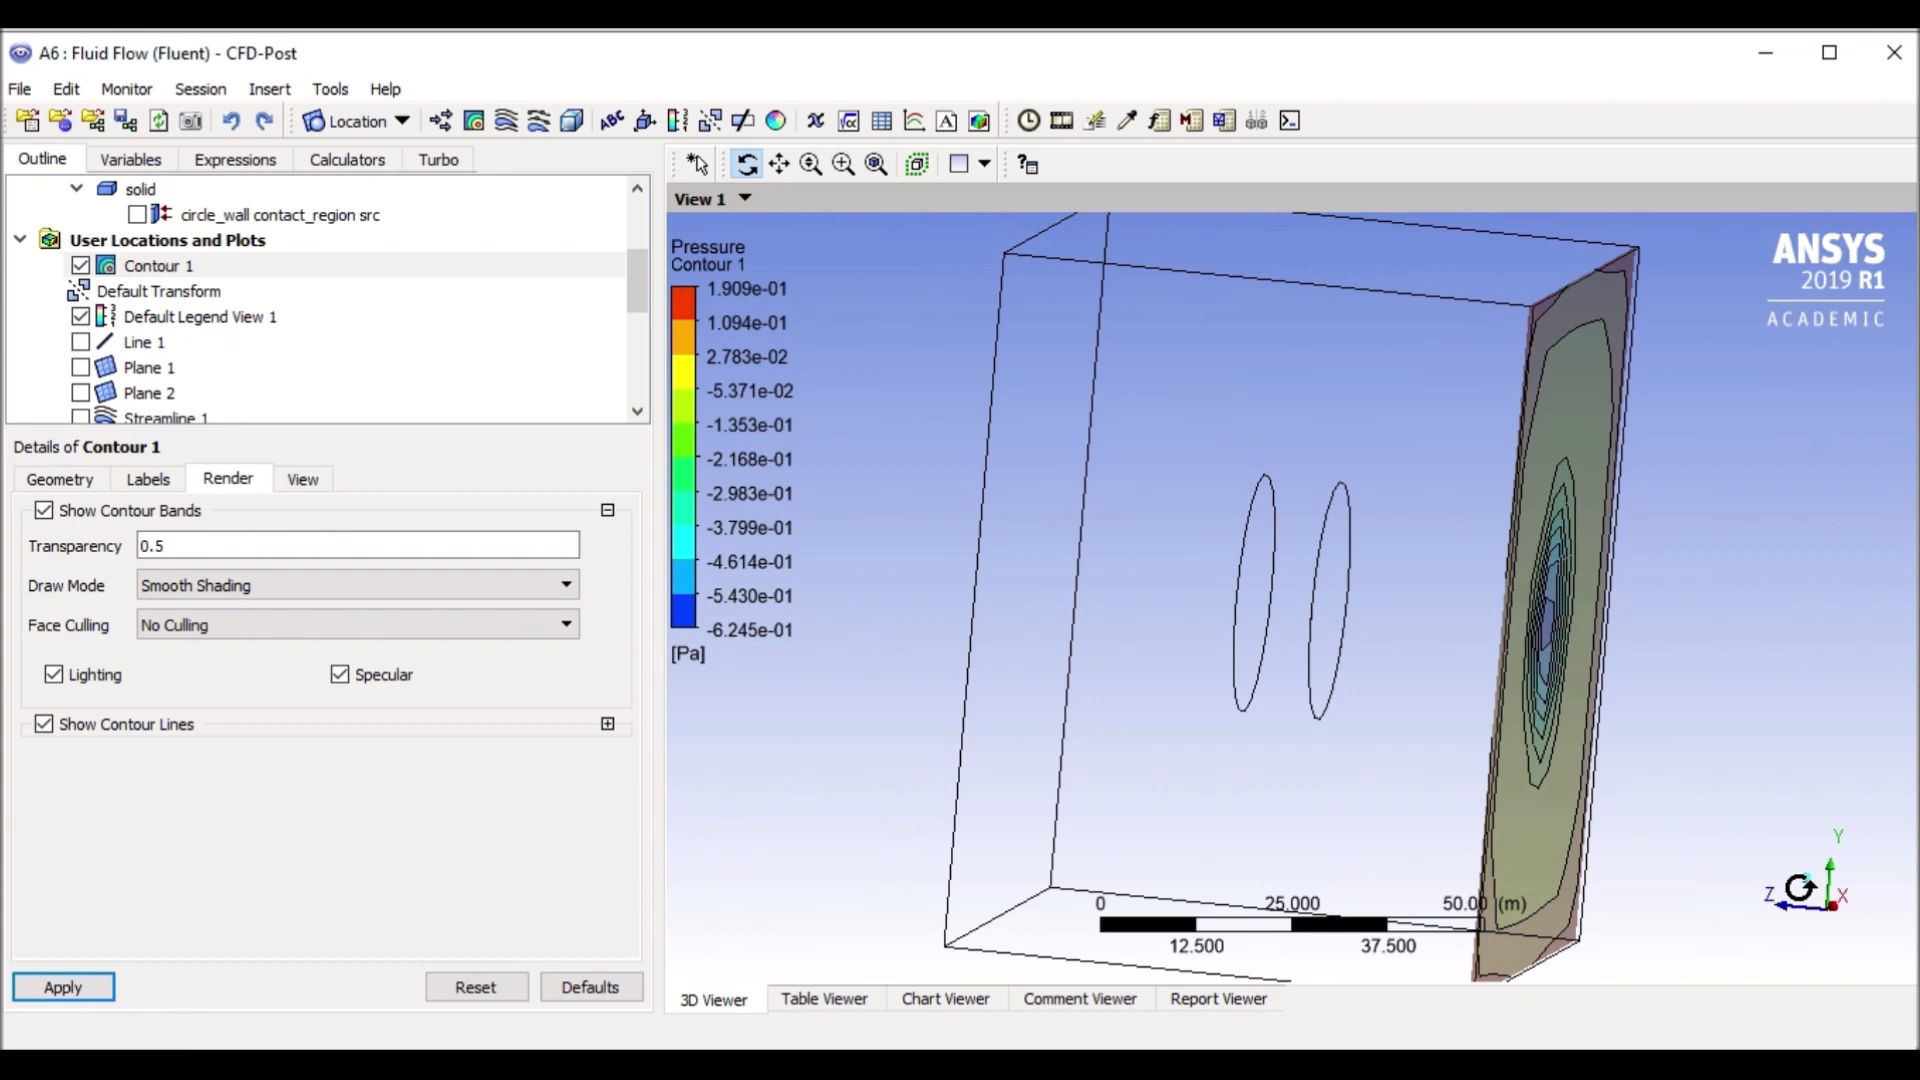 A6 : Fluid Flow (Fluent) - CFD-Post
File Edit Monitor Session Insert Tools Help
Location
Outline Variables Expressions Calculators Turbo
solid
circle_wall contact_region src
User Locations and Plots
Contour 1
Default Transform
Default Legend View 1
Line 1
Plane 1
Plane 2
Streamline 1
Details of Contour 1
Geometry Labels Render View
Show Contour Bands
Transparency 0.5
Draw Mode Smooth Shading
Face Culling No Culling
Lighting Specular
Show Contour Lines
Apply Reset Defaults
View 1
Pressure
Contour 1
1.909e-01
1.094e-01
2.783e-02
-5.371e-02
-1.353e-01
-2.168e-01
-2.983e-01
-3.799e-01
-4.614e-01
-5.430e-01
-6.245e-01
[Pa]
ANSYS
2019 R1
ACADEMIC
0 25.000 50.00 (m)
12.500 37.500
Y
Z X
3D Viewer Table Viewer Chart Viewer Comment Viewer Report Viewer